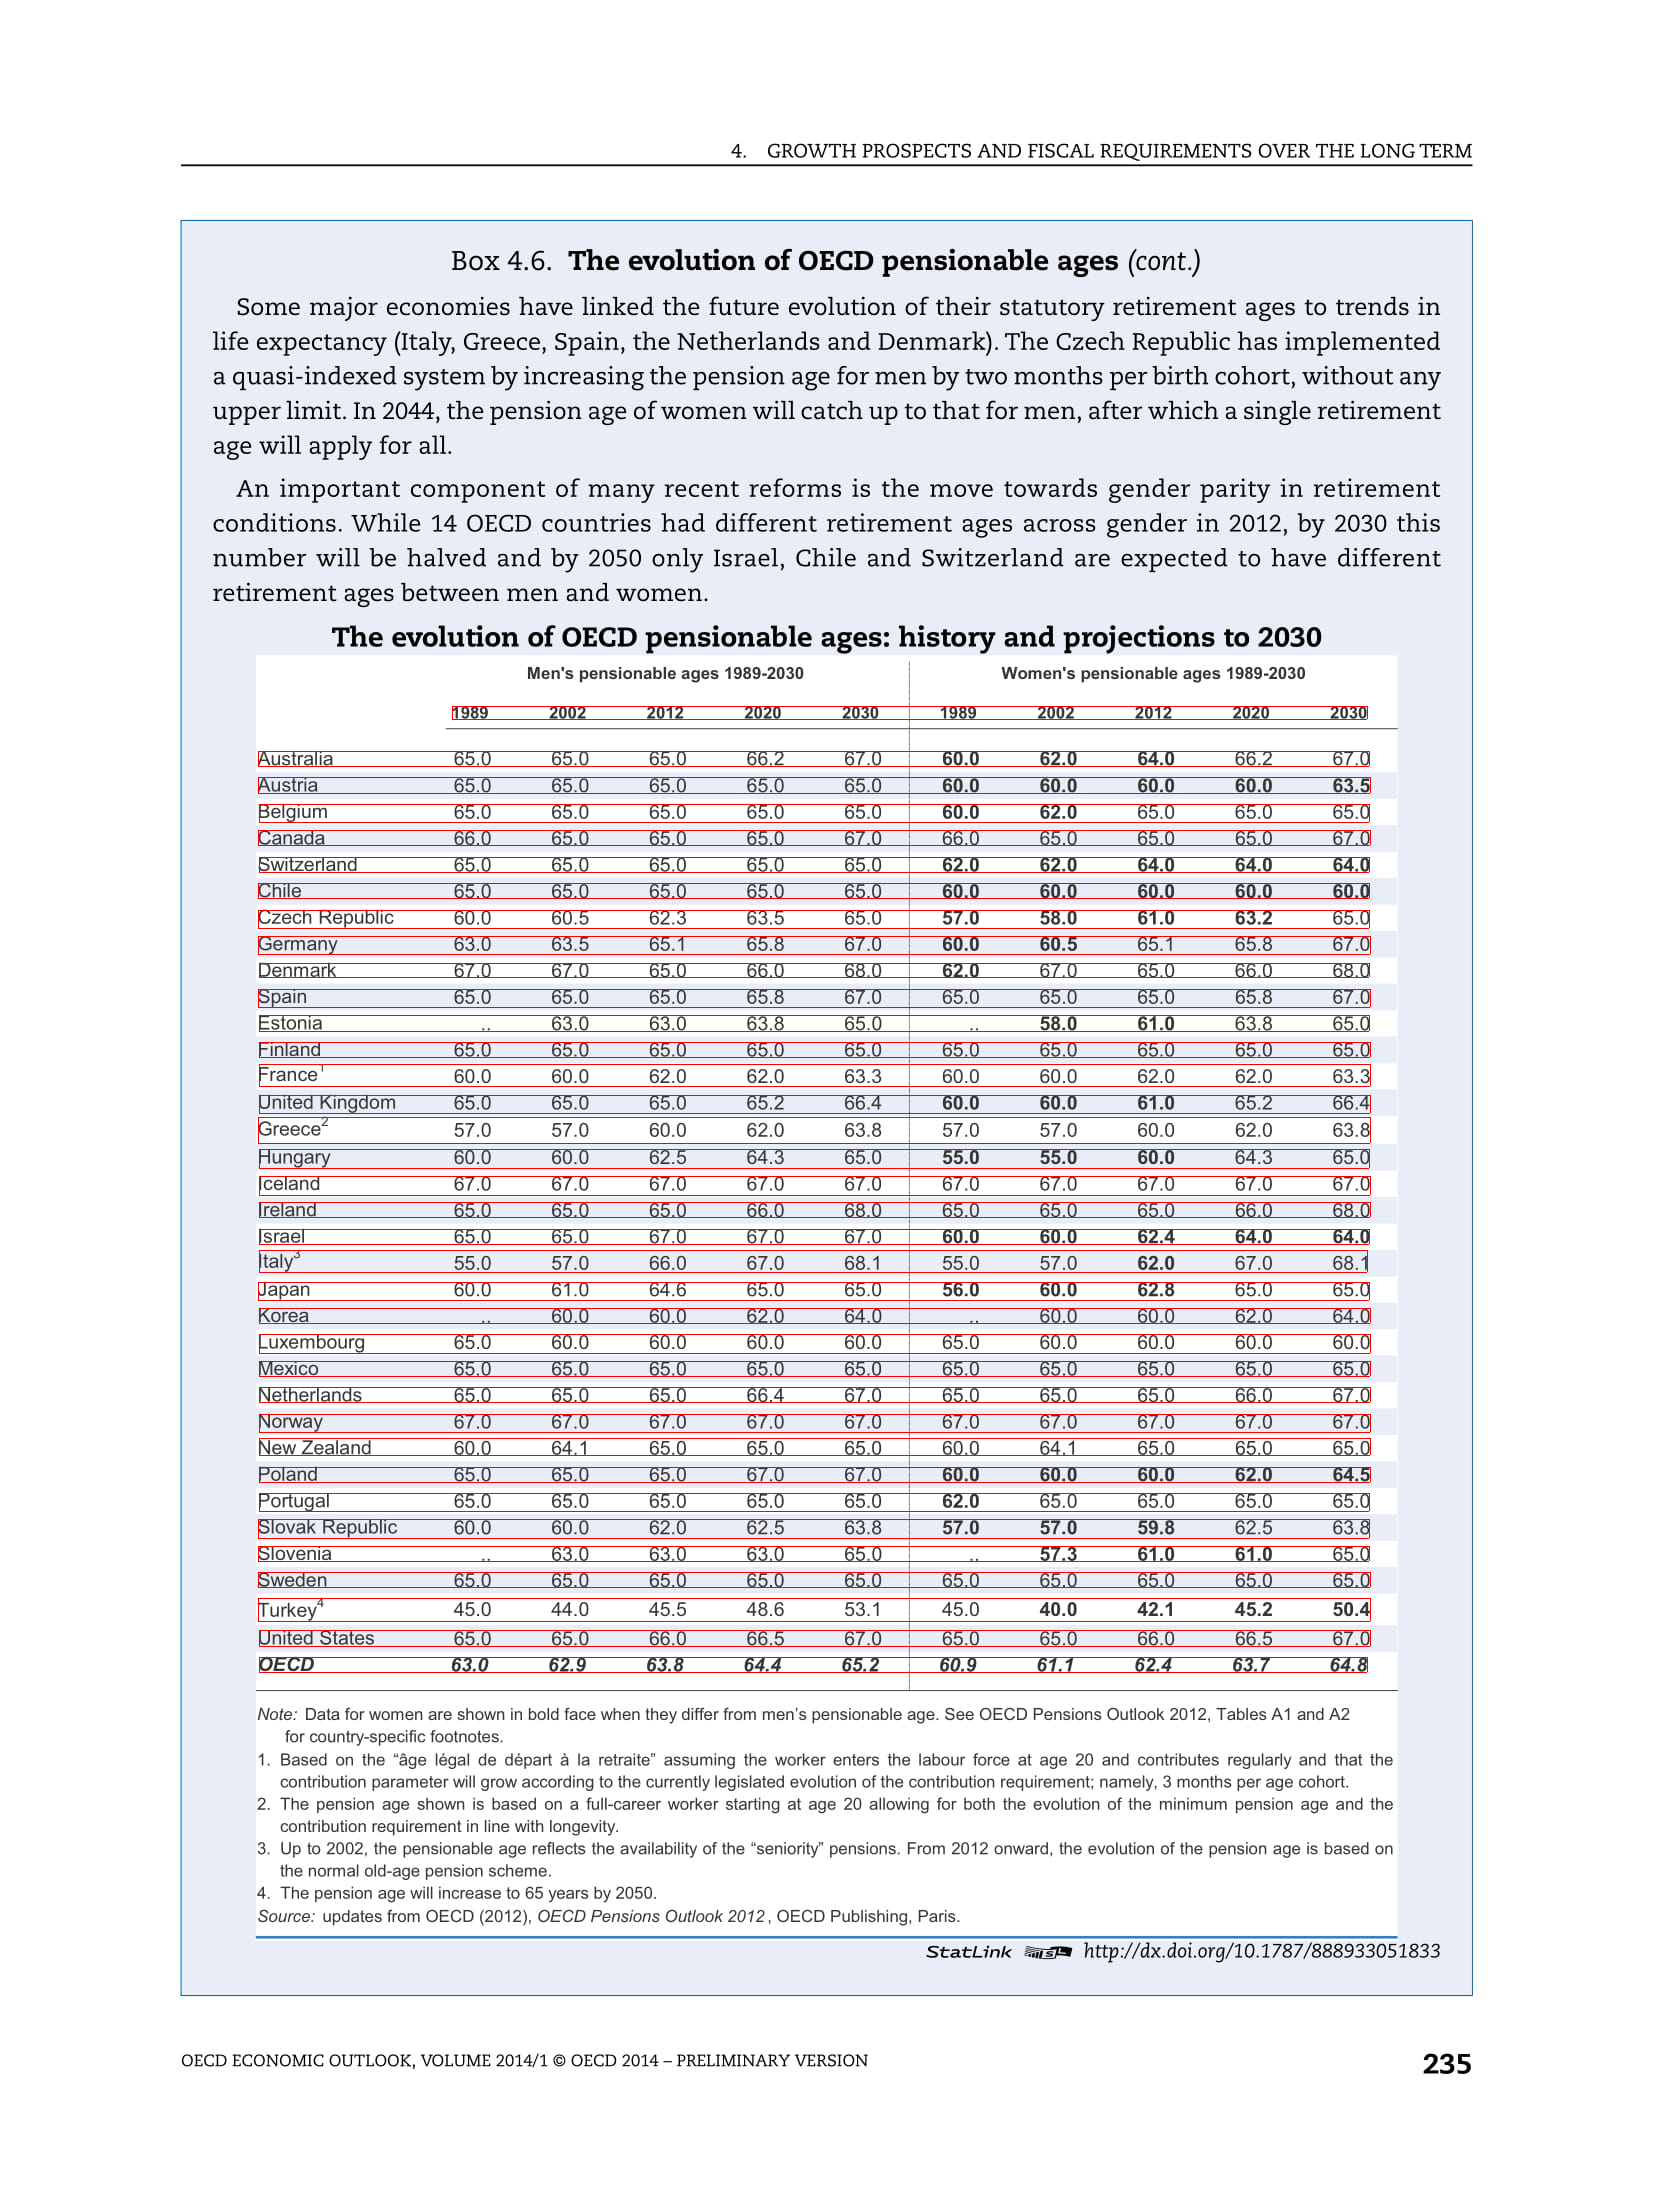 4. GROWTH PROSPECTS AND FISCAL REQUIREMENTS OVER THE LONG TERM
Box 4.6. The evolution of OECD pensionable ages (cont.)
Some major economies have linked the future evolution of their statutory retirement ages to trends in
life expectancy (Italy, Greece, Spain, the Netherlands and Denmark). The Czech Republic has implemented
a quasi-indexed system by increasing the pension age for men by two months per birth cohort, without any
upper limit. In 2044, the pension age of women will catch up to that for men, after which a single retirement
age will apply for all.
An important component of many recent reforms is the move towards gender parity in retirement
conditions. While 14 OECD countries had different retirement ages across gender in 2012, by 2030 this
number will be halved and by 2050 only Israel, Chile and Switzerland are expected to have different
retirement ages between men and women.
The evolution of OECD pensionable ages: history and projections to 2030
Men's pensionable ages 1989-2030 Women's pensionable ages 1989-2030
1989 2002 2012 2020 2030 1989 2002 2012 2020 2030
Australia 65.0 65.0 65.0 66.2 67.0 60.0 62.0 64.0 66.2 67.0
Austria 65.0 65.0 65.0 65.0 65.0 60.0 60.0 60.0 60.0 63.5
Belgium 65.0 65.0 65.0 65.0 65.0 60.0 62.0 65.0 65.0 65.0
Canada 66.0 65.0 65.0 65.0 67.0 66.0 65.0 65.0 65.0 67.0
Switzerland 65.0 65.0 65.0 65.0 65.0 62.0 62.0 64.0 64.0 64.0
Chile 65.0 65.0 65.0 65.0 65.0 60.0 60.0 60.0 60.0 60.0
Czech Republic 60.0 60.5 62.3 63.5 65.0 57.0 58.0 61.0 63.2 65.0
Germany 63.0 63.5 65.1 65.8 67.0 60.0 60.5 65.1 65.8 67.0
Denmark 67.0 67.0 65.0 66.0 68.0 62.0 67.0 65.0 66.0 68.0
Spain 65.0 65.0 65.0 65.8 67.0 65.0 65.0 65.0 65.8 67.0
Estonia .. 63.0 63.0 63.8 65.0 .. 58.0 61.0 63.8 65.0
Finland 65.0 65.0 65.0 65.0 65.0 65.0 65.0 65.0 65.0 65.0
France¹ 60.0 60.0 62.0 62.0 63.3 60.0 60.0 62.0 62.0 63.3
United Kingdom 65.0 65.0 65.0 65.2 66.4 60.0 60.0 61.0 65.2 66.4
Greece² 57.0 57.0 60.0 62.0 63.8 57.0 57.0 60.0 62.0 63.8
Hungary 60.0 60.0 62.5 64.3 65.0 55.0 55.0 60.0 64.3 65.0
Iceland 67.0 67.0 67.0 67.0 67.0 67.0 67.0 67.0 67.0 67.0
Ireland 65.0 65.0 65.0 66.0 68.0 65.0 65.0 65.0 66.0 68.0
Israel 65.0 65.0 67.0 67.0 67.0 60.0 60.0 62.4 64.0 64.0
Italy³ 55.0 57.0 66.0 67.0 68.1 55.0 57.0 62.0 67.0 68.1
Japan 60.0 61.0 64.6 65.0 65.0 56.0 60.0 62.8 65.0 65.0
Korea .. 60.0 60.0 62.0 64.0 .. 60.0 60.0 62.0 64.0
Luxembourg 65.0 60.0 60.0 60.0 60.0 65.0 60.0 60.0 60.0 60.0
Mexico 65.0 65.0 65.0 65.0 65.0 65.0 65.0 65.0 65.0 65.0
Netherlands 65.0 65.0 65.0 66.4 67.0 65.0 65.0 65.0 66.0 67.0
Norway 67.0 67.0 67.0 67.0 67.0 67.0 67.0 67.0 67.0 67.0
New Zealand 60.0 64.1 65.0 65.0 65.0 60.0 64.1 65.0 65.0 65.0
Poland 65.0 65.0 65.0 67.0 67.0 60.0 60.0 60.0 62.0 64.5
Portugal 65.0 65.0 65.0 65.0 65.0 62.0 65.0 65.0 65.0 65.0
Slovak Republic 60.0 60.0 62.0 62.5 63.8 57.0 57.0 59.8 62.5 63.8
Slovenia .. 63.0 63.0 63.0 65.0 .. 57.3 61.0 61.0 65.0
Sweden 65.0 65.0 65.0 65.0 65.0 65.0 65.0 65.0 65.0 65.0
Turkey⁴ 45.0 44.0 45.5 48.6 53.1 45.0 40.0 42.1 45.2 50.4
United States 65.0 65.0 66.0 66.5 67.0 65.0 65.0 66.0 66.5 67.0
OECD 63.0 62.9 63.8 64.4 65.2 60.9 61.1 62.4 63.7 64.8
Note: Data for women are shown in bold face when they differ from men’s pensionable age. See OECD Pensions Outlook 2012, Tables A1 and A2
for country-specific footnotes.
1. Based on the “âge légal de départ à la retraite” assuming the worker enters the labour force at age 20 and contributes regularly and that the
contribution parameter will grow according to the currently legislated evolution of the contribution requirement; namely, 3 months per age cohort.
2. The pension age shown is based on a full-career worker starting at age 20 allowing for both the evolution of the minimum pension age and the
contribution requirement in line with longevity.
3. Up to 2002, the pensionable age reflects the availability of the “seniority” pensions. From 2012 onward, the evolution of the pension age is based on
the normal old-age pension scheme.
4. The pension age will increase to 65 years by 2050.
Source: updates from OECD (2012), OECD Pensions Outlook 2012, OECD Publishing, Paris.
StatLink http://dx.doi.org/10.1787/888933051833
OECD ECONOMIC OUTLOOK, VOLUME 2014/1 © OECD 2014 – PRELIMINARY VERSION 235